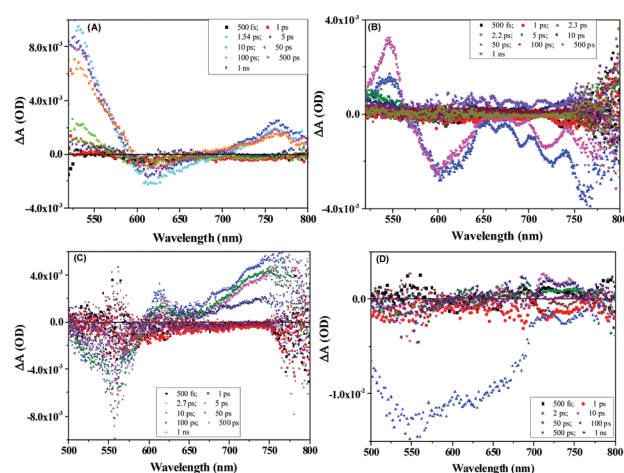 (A)
500 fs; 1 ps
1.54 ps; 5 ps
10 ps; 50 ps
100 ps; 500 ps
1 ns
8.0x10⁻³
4.0x10⁻³
0.0
-4.0x10⁻³
ΔA (OD)
550 600 650 700 750 800
Wavelength (nm)
(B)
500 fs; 1 ps; 2.3 ps
2.2 ps; 5 ps; 10 ps
50 ps; 100 ps; 500 ps
1 ns
4.0x10⁻³
0.0
-4.0x10⁻³
ΔA (OD)
550 600 650 700 750 800
Wavelength (nm)
(C)
500 fs; 1 ps
2.7 ps; 5 ps
10 ps; 50 ps
100 ps; 500 ps
1 ns
4.0x10⁻³
0.0
-4.0x10⁻³
-8.0x10⁻³
ΔA (OD)
500 550 600 650 700 750 800
Wavelength (nm)
(D)
500 fs; 1 ps
2 ps; 10 ps
50 ps; 100 ps
500 ps; 1 ns
0.0
-1.0x10⁻²
ΔA (OD)
500 550 600 650 700 750 800
Wavelength (nm)